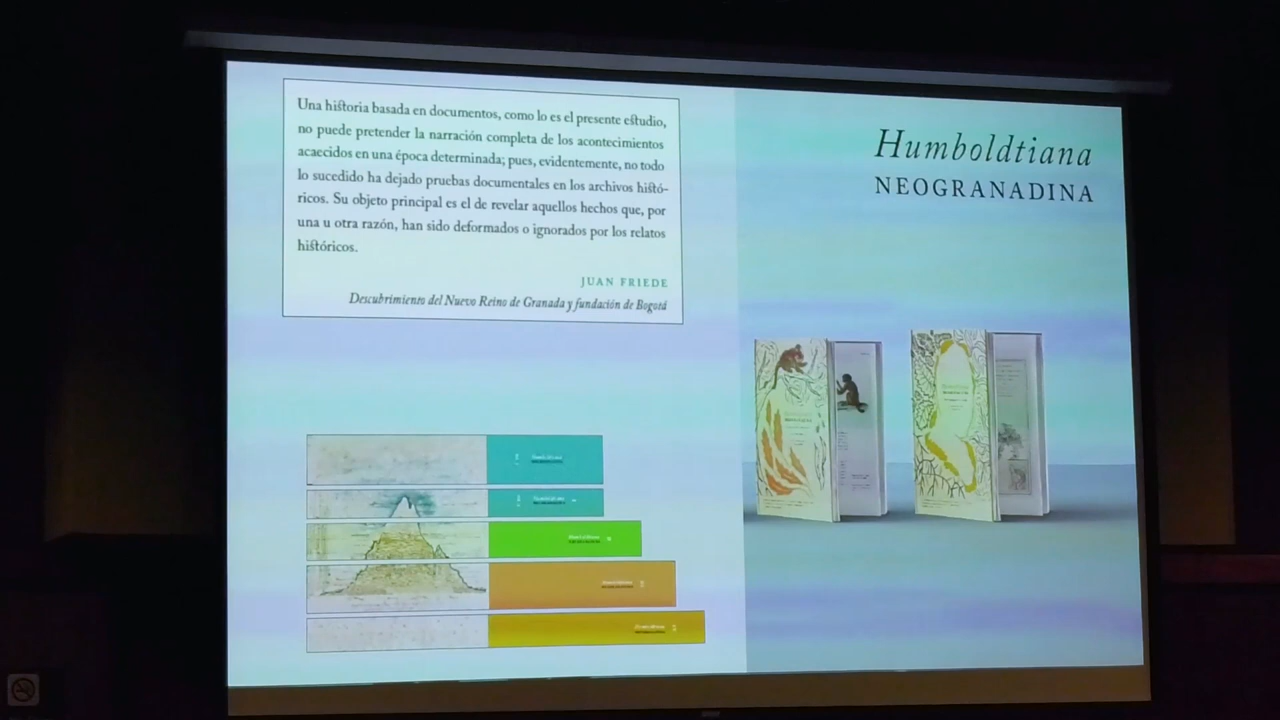 Una historia basada en documentos, como lo es el presente estudio,
no puede pretender la narración completa de los acontecimientos
acaecidos en una época determinada; pues, evidentemente, no todo
lo sucedido ha dejado pruebas documentales en los archivos histó-
ricos. Su objeto principal es el de revelar aquellos hechos que, por
una u otra razón, han sido deformados o ignorados por los relatos
históricos.
JUAN FRIEDE
Descubrimiento del Nuevo Reino de Granada y fundación de Bogotá
Humboldtiana
NEOGRANADINA